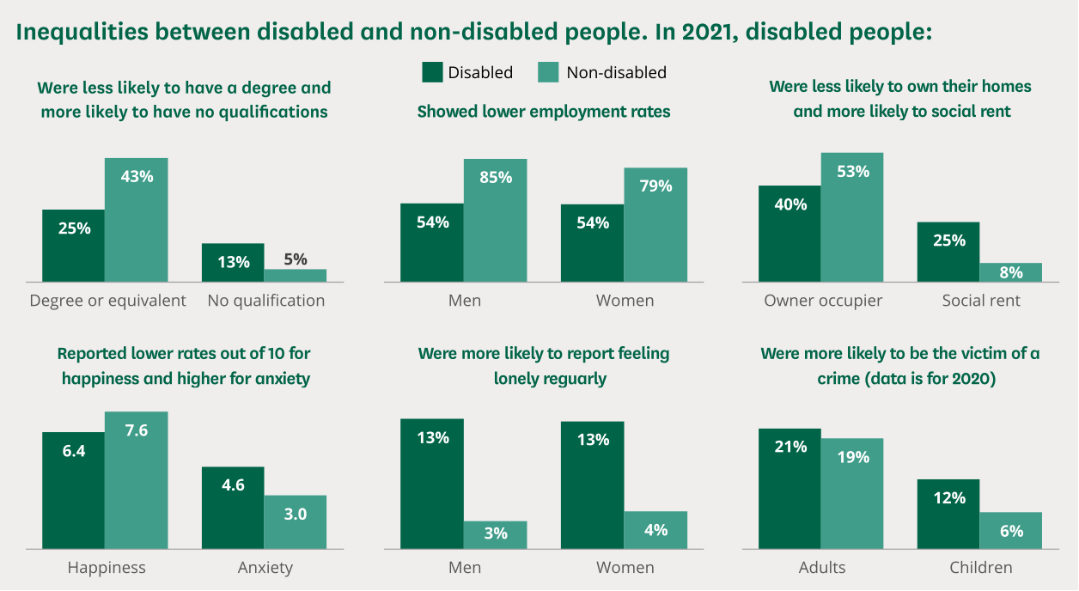 Inequalities between disabled and non-disabled people. In 2021, disabled people:
Disabled
Non-disabled
Were less likely to have a degree and
more likely to have no qualifications
43%
25%
13%
5%
Degree or equivalent
No qualification
Showed lower employment rates
85%
54%
79%
54%
Men
Women
Were less likely to own their homes
and more likely to social rent
53%
40%
25%
8%
Owner occupier
Social rent
Reported lower rates out of 10 for
happiness and higher for anxiety
7.6
6.4
4.6
3.0
Happiness
Anxiety
Were more likely to report feeling
lonely reguarly
13%
3%
13%
4%
Men
Women
Were more likely to be the victim of a
crime (data is for 2020)
21%
19%
12%
6%
Adults
Children